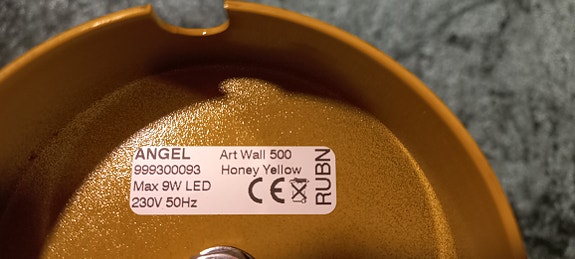 ANGEL
999300093
Max 9W LED
230V 50Hz
Art Wall 500
Honey Yellow
CE
RUBN